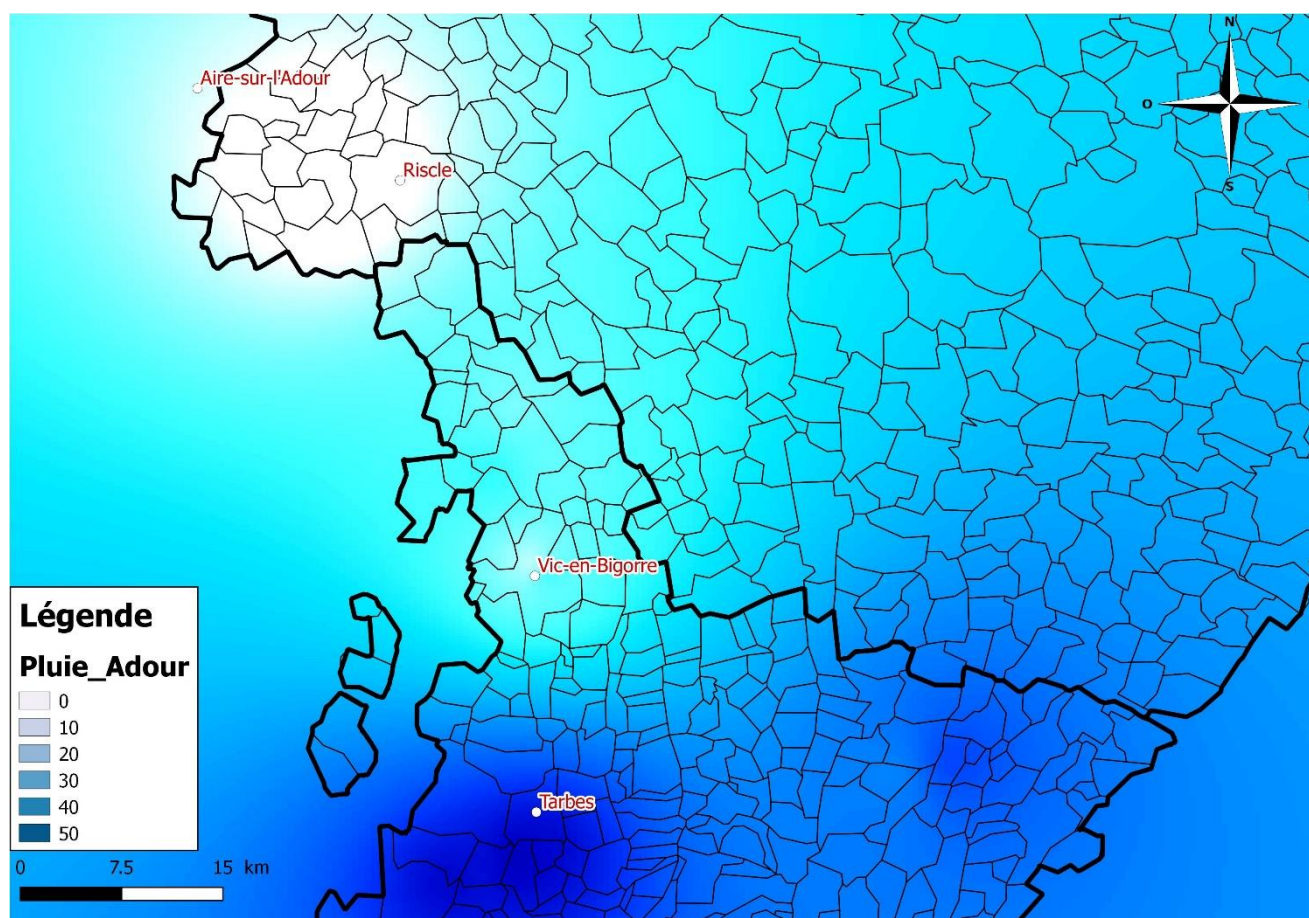 N
Aire-sur-l'Adour
O
Riscle
S
Vic-en-Bigorre
Légende
Pluie_Adour
0
10
20
30
40
50
Tarbes
0 7.5 15 km